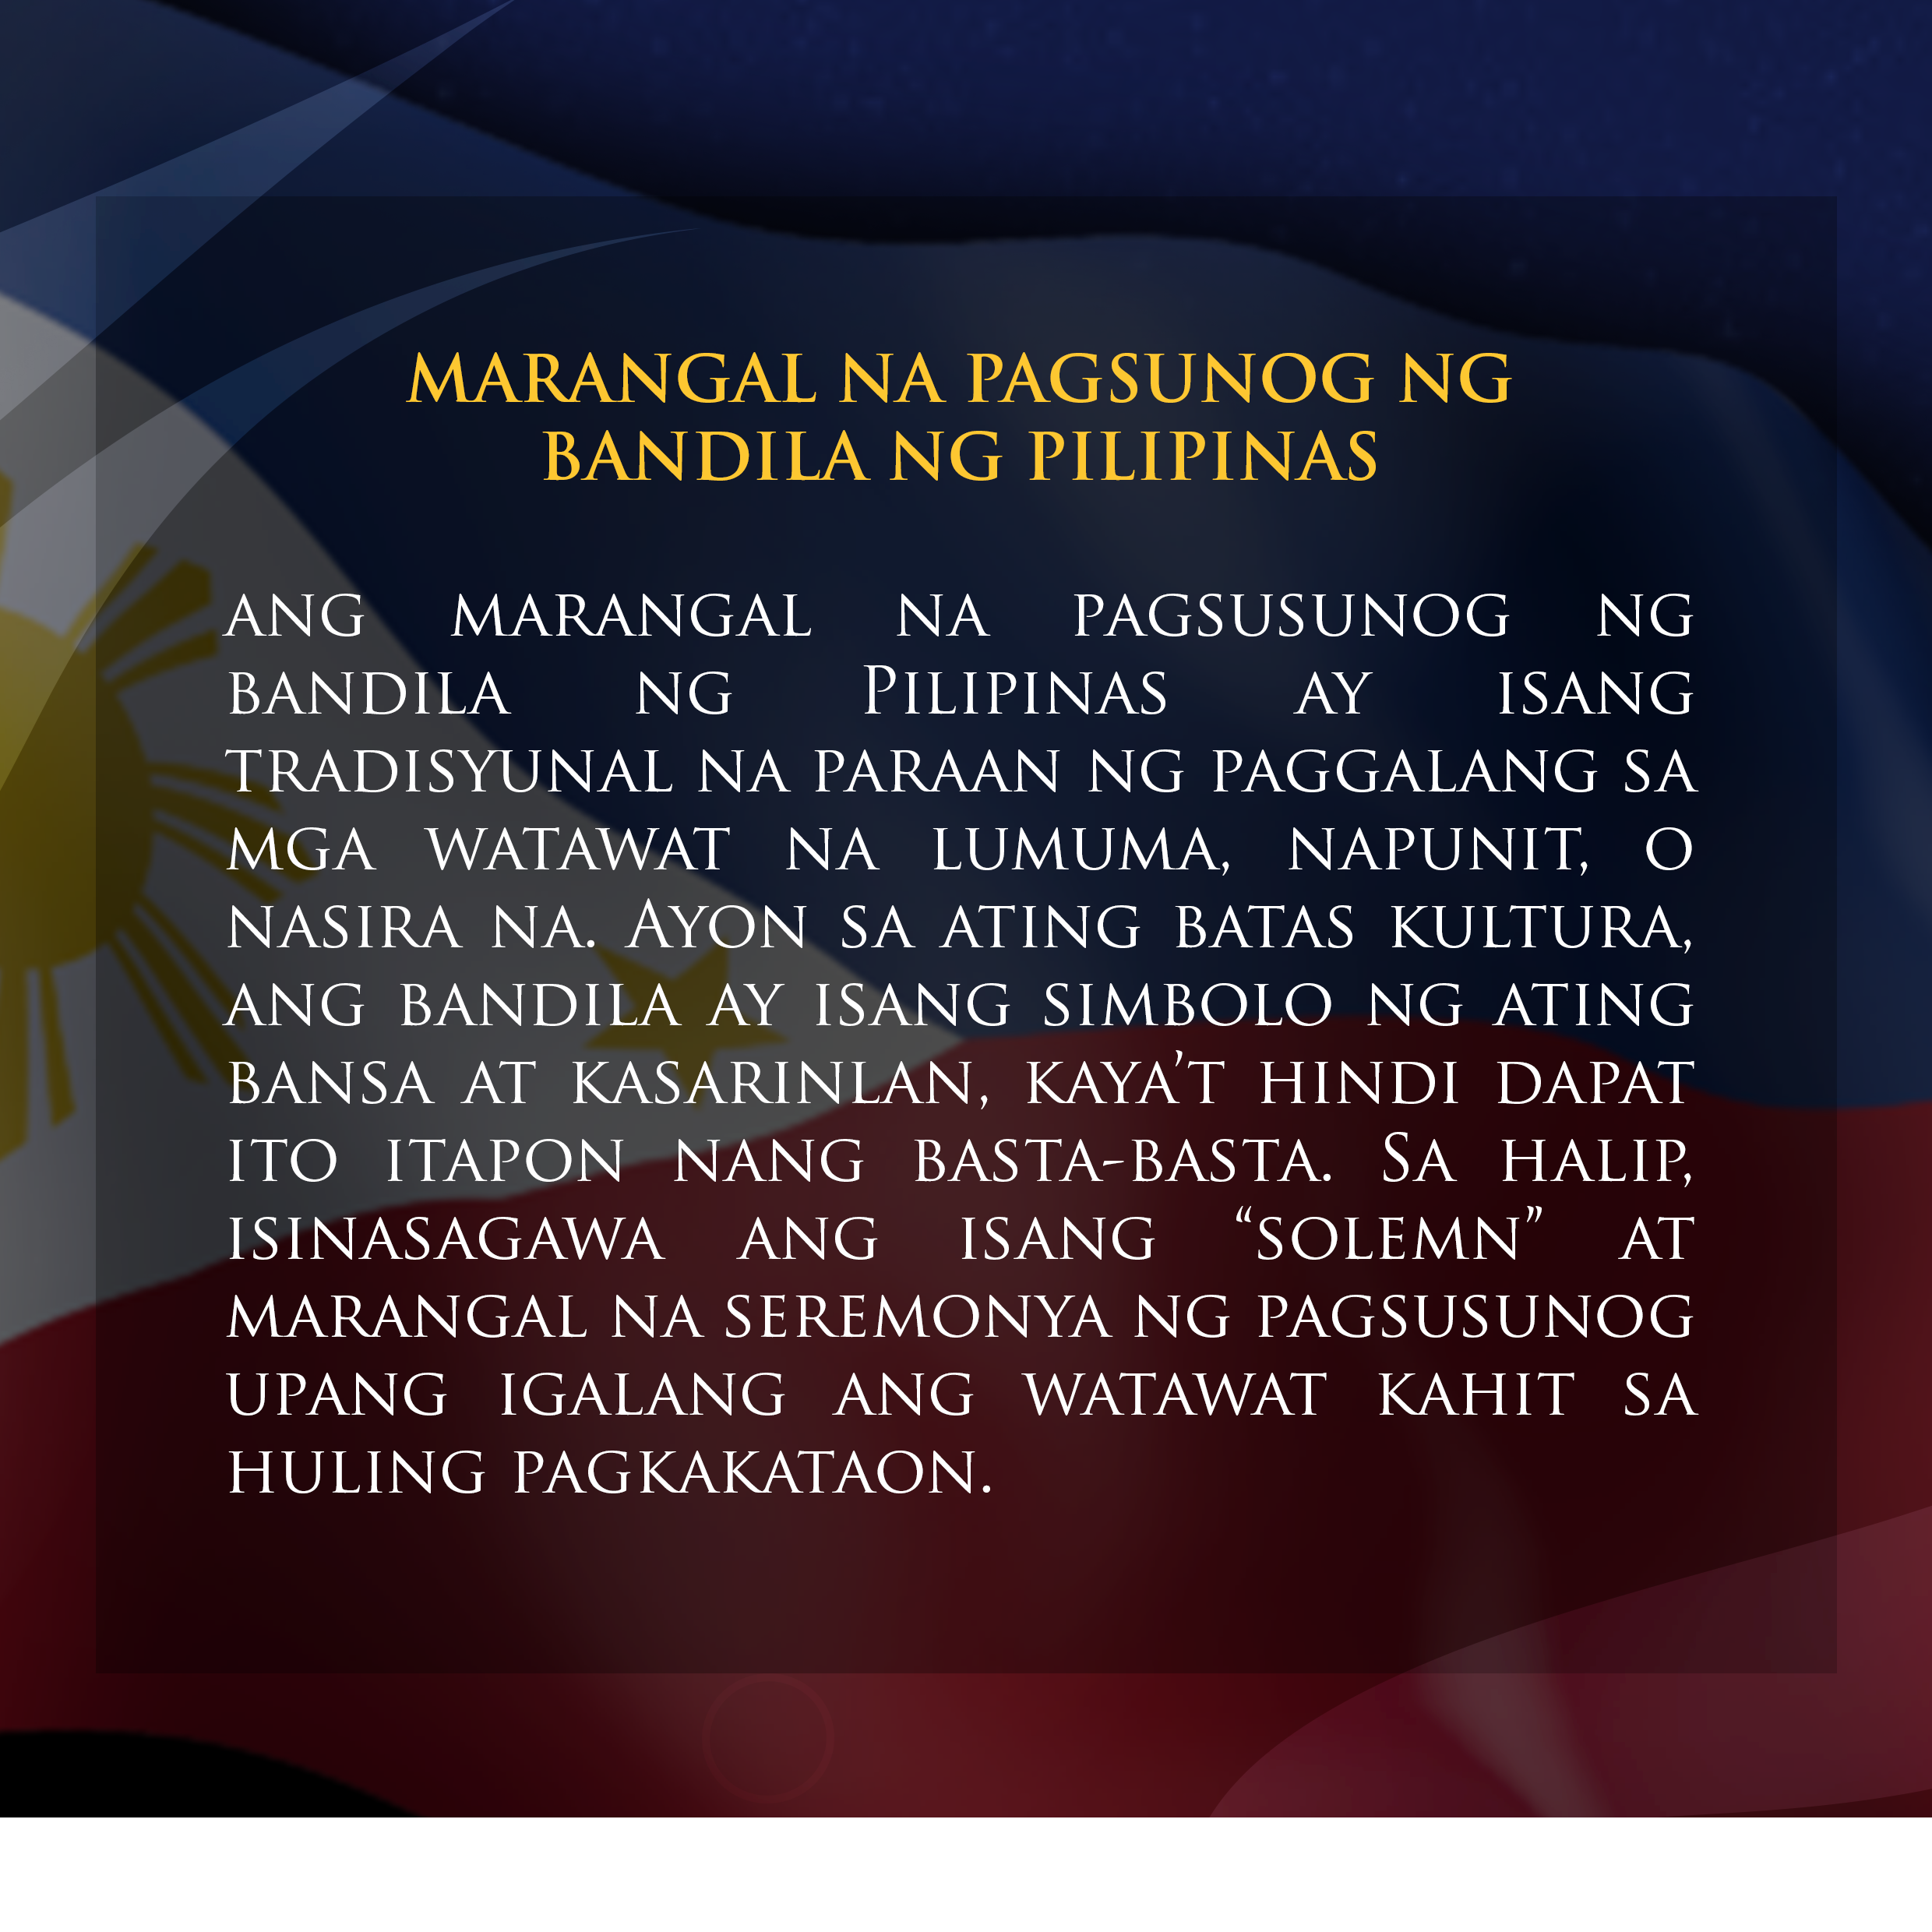 MARANGAL NA PAGSUNOG NG
BANDILA NG PILIPINAS
ANG MARANGAL NA PAGSUSUNOG NG
BANDILA NG PILIPINAS AY ISANG
TRADISYUNAL NA PARAAN NG PAGGALANG SA
MGA WATAWAT NA LUMUMA, NAPUNIT, O
NASIRA NA. AYON SA ATING BATAS KULTURA,
ANG BANDILA AY ISANG SIMBOLO NG ATING
BANSA AT KASARINLAN, KAYA’T HINDI DAPAT
ITO ITAPON NANG BASTA-BASTA. SA HALIP,
ISINASAGAWA ANG ISANG “SOLEMN” AT
MARANGAL NA SEREMONYA NG PAGSUSUNOG
UPANG IGALANG ANG WATAWAT KAHIT SA
HULING PAGKAKATAON.